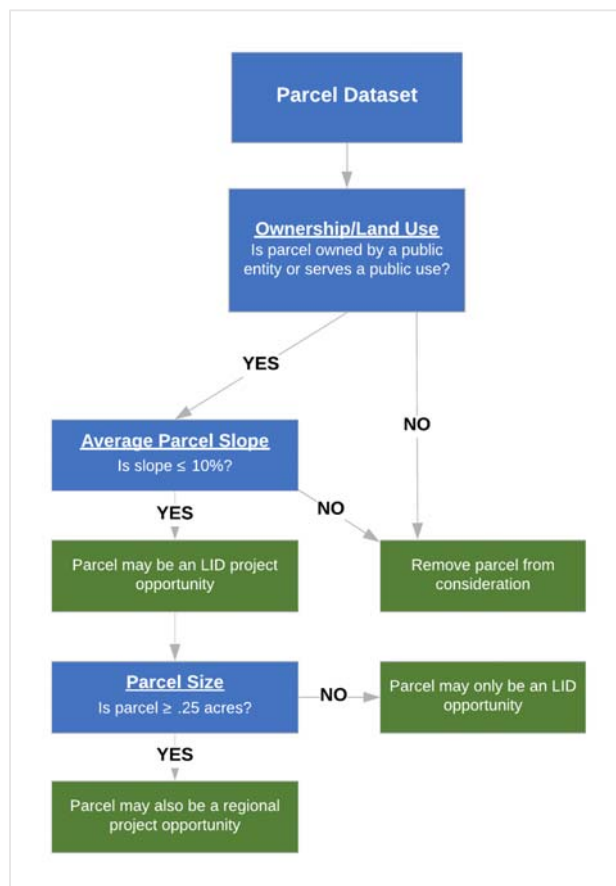 Parcel Dataset
Ownership/Land Use
Is parcel owned by a public
entity or serves a public use?
YES
NO
Average Parcel Slope
Is slope ≤ 10%?
YES
NO
Parcel may be an LID project
opportunity
Remove parcel from
consideration
Parcel Size
Is parcel ≥ .25 acres?
NO
Parcel may only be an LID
opportunity
YES
Parcel may also be a regional
project opportunity